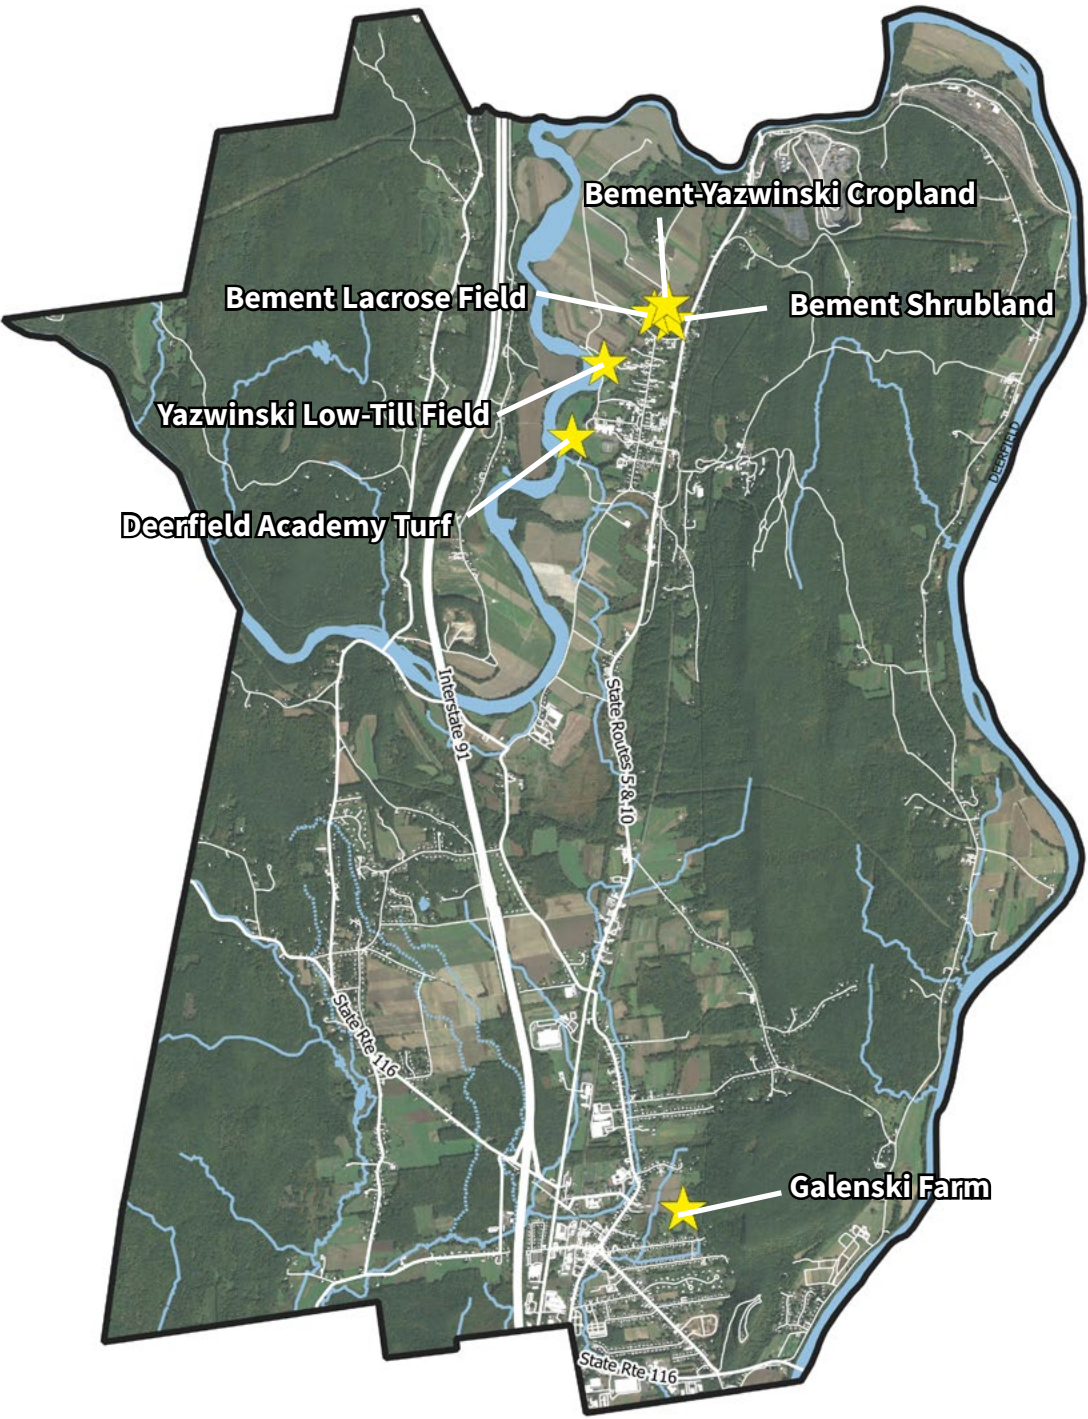 Bement-Yazwinski Cropland
Bement Lacrose Field
Bement Shrubland
Yazwinski Low-Till Field
DEERFIELD
Deerfield Academy Turf
Interstate 91
State Routes 5 & 10
State Rte 116
Galenski Farm
State Rte 116